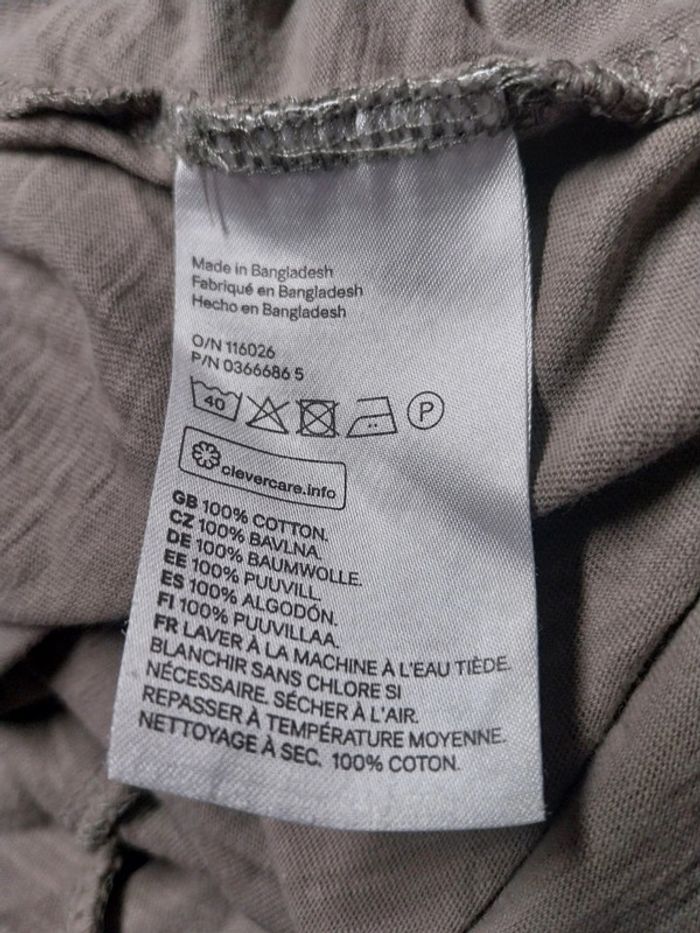 Made in Bangladesh
Fabriqué en Bangladesh
Hecho en Bangladesh
O/N 116026
P/N 0366686 5
40 P
clevercare.info
GB 100% COTTON.
CZ 100% BAVLNA.
DE 100% BAUMWOLLE.
EE 100% PUUVILL.
ES 100% ALGODÓN.
FI 100% PUUVILLAA.
FR LAVER À LA MACHINE À L'EAU TIÈDE.
BLANCHIR SANS CHLORE SI
NÉCESSAIRE. SÉCHER À L'AIR.
REPASSER À TEMPÉRATURE MOYENNE.
NETTOYAGE À SEC. 100% COTON.